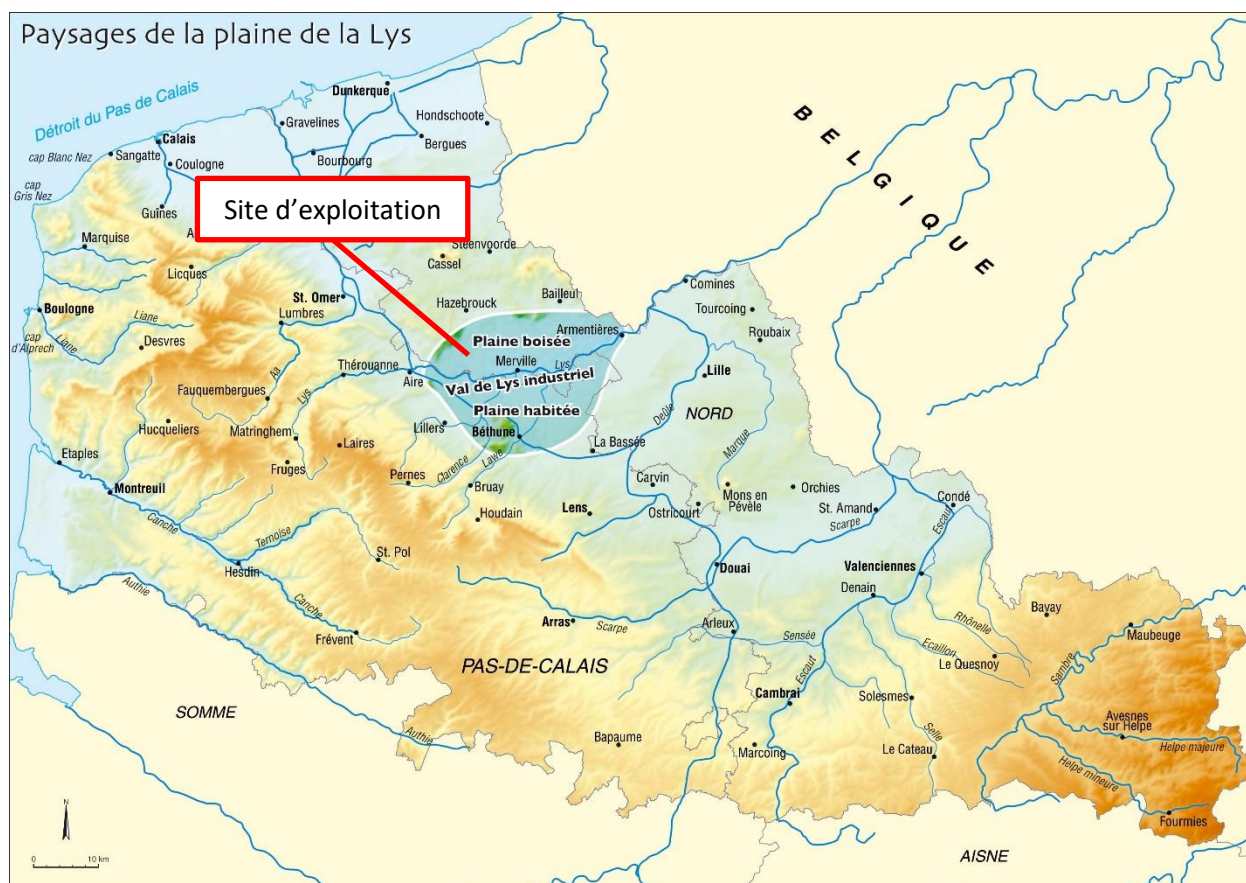 Paysages de la plaine de la Lys
Détroit du Pas de Calais
Dunkerque
Gravelines
Hondschoote
Bergues
Calais
Bourbourg
cap Blanc Nez
Sangatte
Coulogne
cap
Gris Nez
Guînes
Site d'exploitation
BELGIQUE
Marquise
Steenvoorde
Cassel
Licques
Bailleul
Comines
Hazebrouck
St. Omer
Tourcoing
Boulogne
Liane
Lumbres
Armentières
Roubaix
cap
d'Alprech
Liane
Desvres
Plaine boisée
Merville
Lys
Thérouanne
Aire
Aa
Lille
Val de Lys industriel
Fauquembergues
Lys
Deûle
NORD
Plaine habitée
Hucqueliers
Matringhem
Lillers
Béthune
Marque
Laires
La Bassée
Etaples
Fruges
Clarence
Lawe
Pernes
Carvin
Montreuil
Bruay
Mons en
Pévèle
Orchies
Condé
Houdain
Lens
Ostricourt
St. Amand
Escaut
Canche
Ternoise
Scarpe
St. Pol
Hesdin
Douai
Valenciennes
Authie
Canche
Denain
Bavay
Rhônelle
Frévent
Arras
Scarpe
Arleux
Sensée
Maubeuge
Ecaillon
Le Quesnoy
Sambre
PAS-DE-CALAIS
Escaut
Cambrai
Solesmes
SOMME
Avesnes
sur Helpe
Authie
Selle
Bapaume
Marcoing
Le Cateau
Helpe majeure
Helpe mineure
N
Fourmies
0 10 km
AISNE